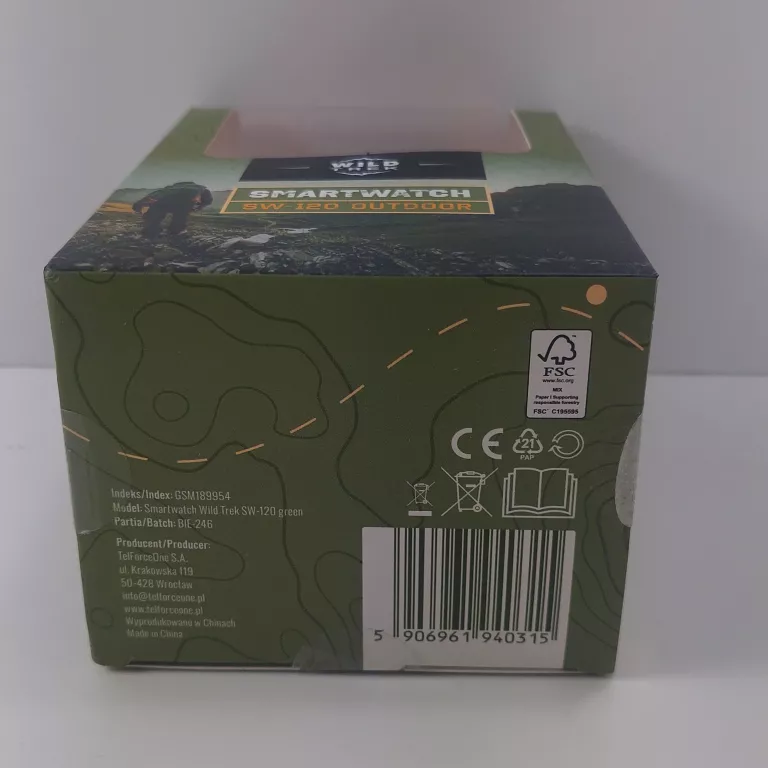 WILD
TREK
SMARTWATCH
SW-120 OUTDOOR
FSC
www.fsc.org
MIX
Paper | Supporting
responsible forestry
FSC® C195595
CE
21
PAP
Indeks/Index: GSM189954
Model: Smartwatch Wild Trek SW-120 green
Partia/Batch: BIE-246
Producent/Producer:
TelForceOne S.A.
ul. Krakowska 119
50-428 Wrocław
info@telforceone.pl
www.telforceone.pl
Wyprodukowano w Chinach
Made in China
5 906961 940315